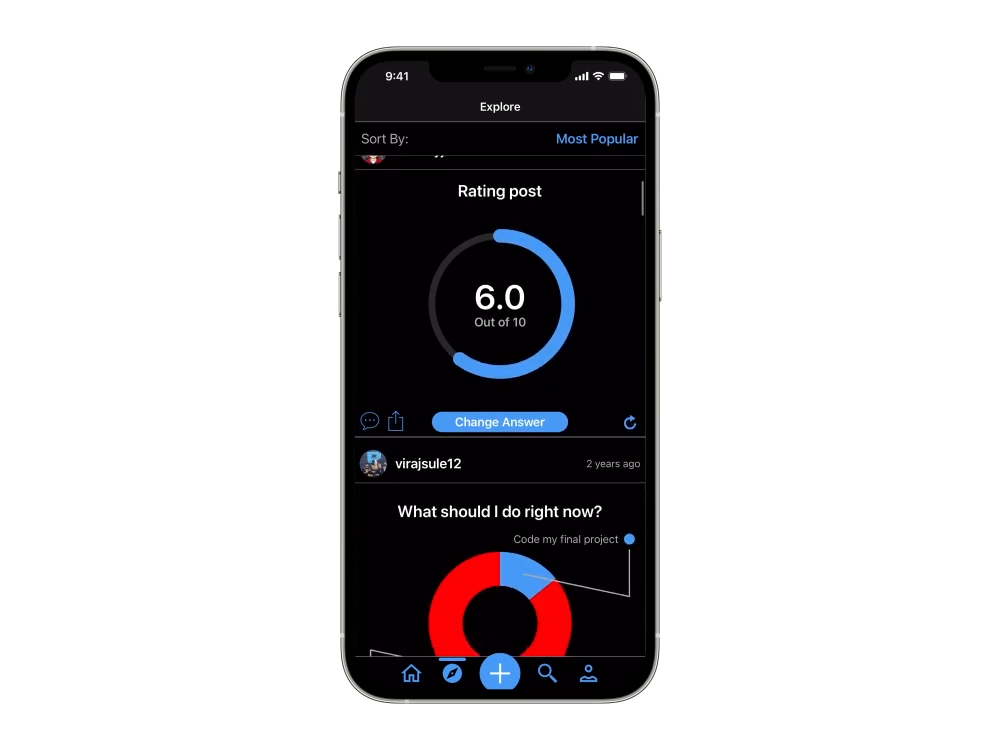 9:41
Explore
Sort By: Most Popular
Rating post
6.0
Out of 10
Change Answer
virajsule12 2 years ago
What should I do right now?
Code my final project